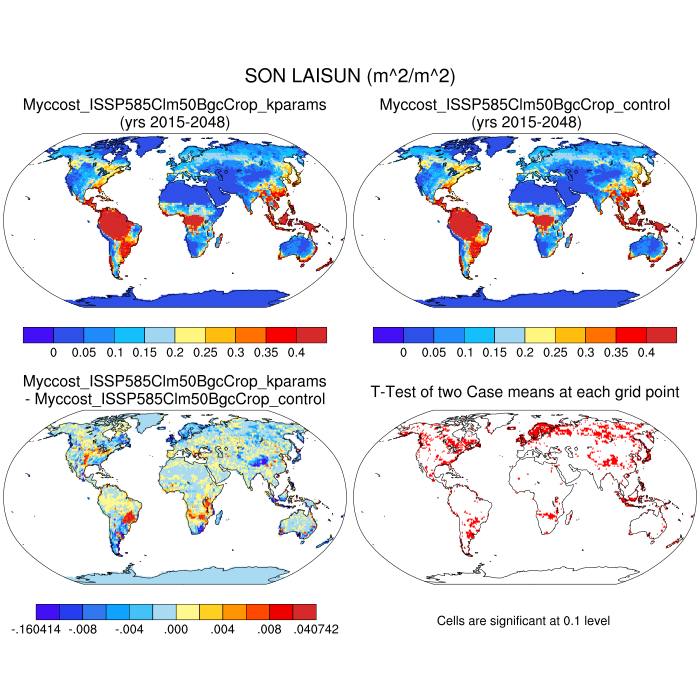 SON LAISUN (m^2/m^2)
Myccost_ISSP585Clm50BgcCrop_kparams
(yrs 2015-2048)
Myccost_ISSP585Clm50BgcCrop_control
(yrs 2015-2048)
0 0.05 0.1 0.15 0.2 0.25 0.3 0.35 0.4
0 0.05 0.1 0.15 0.2 0.25 0.3 0.35 0.4
Myccost_ISSP585Clm50BgcCrop_kparams
- Myccost_ISSP585Clm50BgcCrop_control
T-Test of two Case means at each grid point
-.160414 -.008 -.004 .000 .004 .008 .040742
Cells are significant at 0.1 level